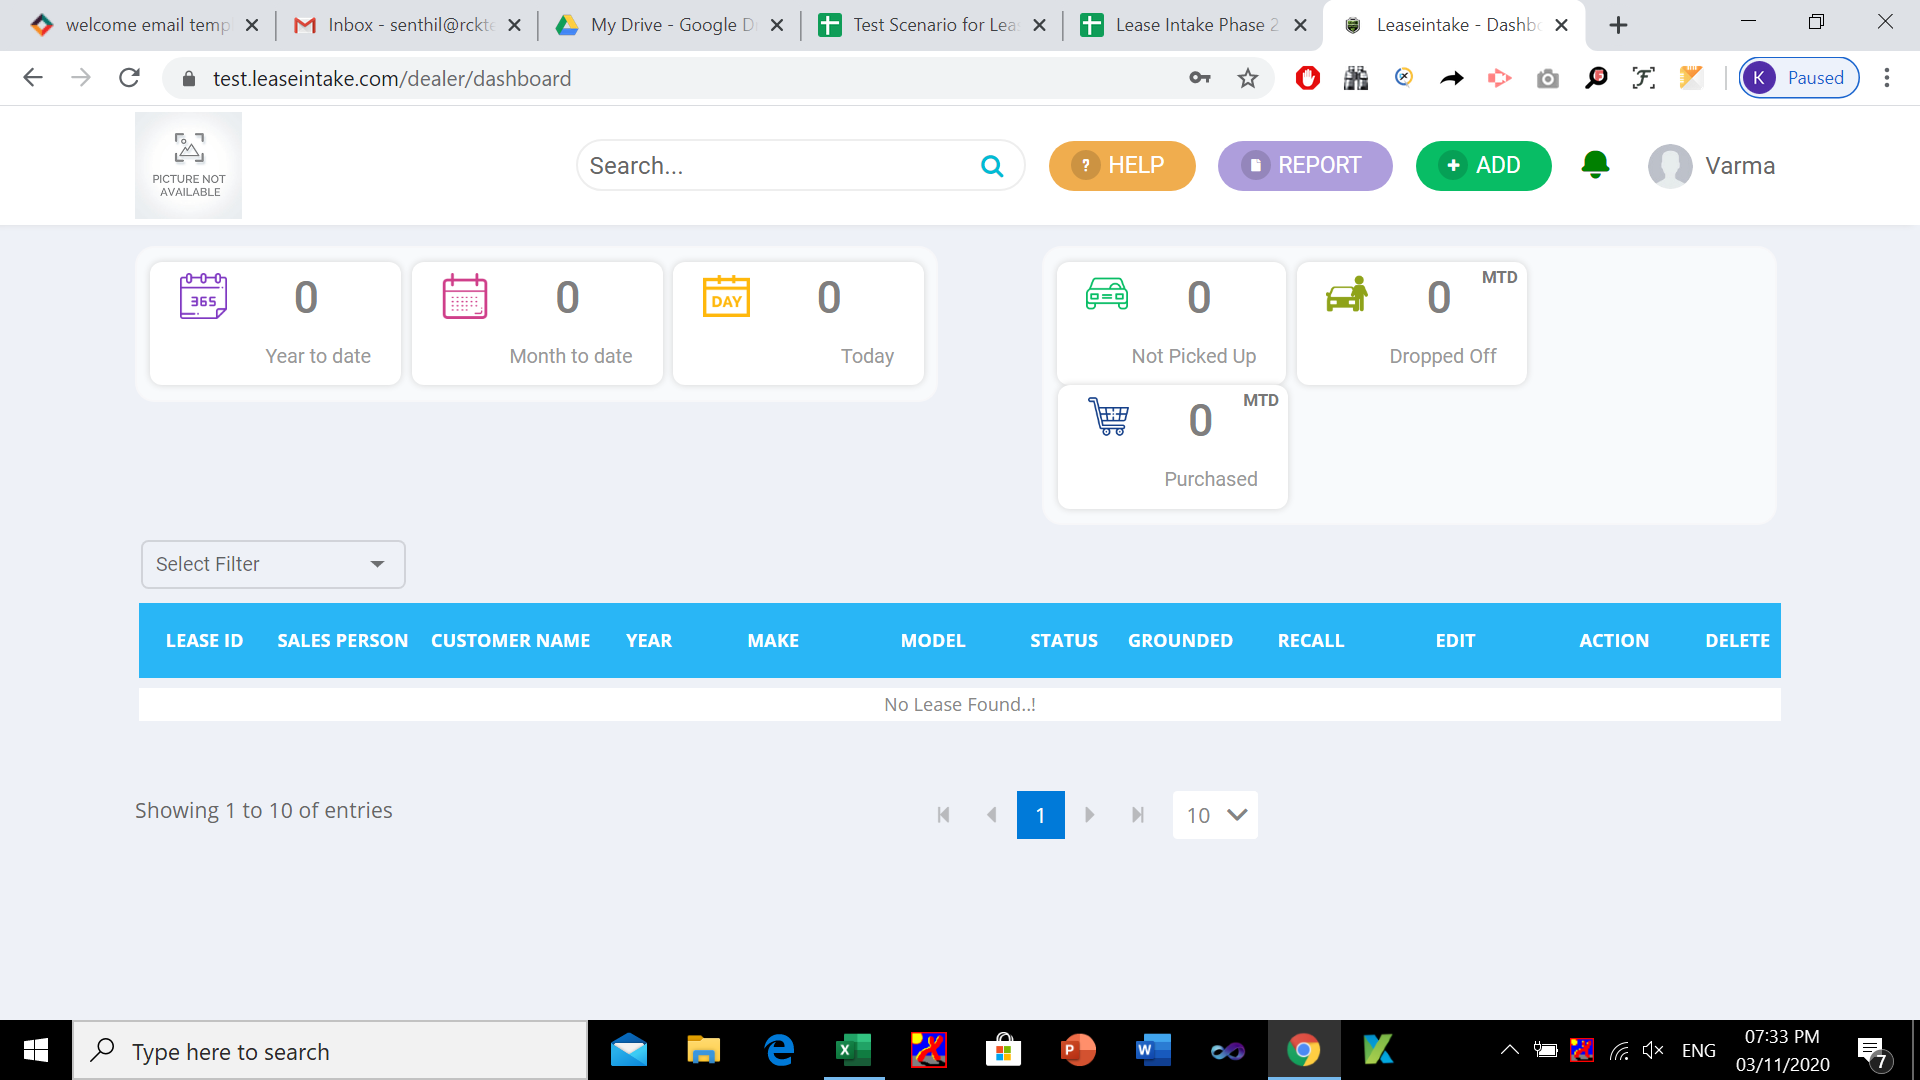 welcome email temp
Inbox - senthil@rckte
My Drive - Google D
Test Scenario for Lea
Lease Intake Phase 2
Leaseintake - Dashbo
test.leaseintake.com/dealer/dashboard
K Paused
PICTURE NOT
AVAILABLE
Search...
? HELP
REPORT
+ ADD
Varma
365
0
Year to date
0
Month to date
DAY
0
Today
0
Not Picked Up
MTD
0
Dropped Off
MTD
0
Purchased
Select Filter
LEASE ID SALES PERSON CUSTOMER NAME YEAR MAKE MODEL STATUS GROUNDED RECALL EDIT ACTION DELETE
No Lease Found..!
Showing 1 to 10 of entries
1
10
Type here to search
ENG
07:33 PM
03/11/2020
7